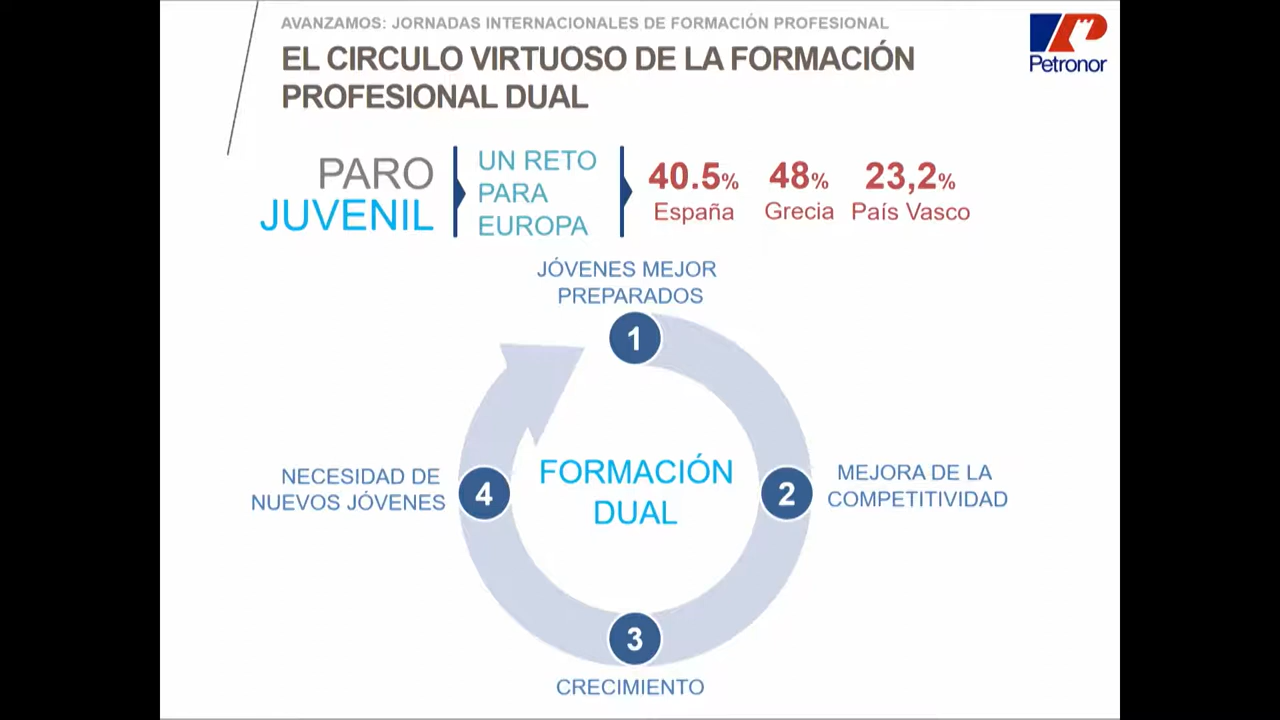 AVANZAMOS: JORNADAS INTERNACIONALES DE FORMACIÓN PROFESIONAL
EL CIRCULO VIRTUOSO DE LA FORMACIÓN
PROFESIONAL DUAL
Petronor
PARO
JUVENIL
UN RETO
PARA
EUROPA
40.5% 48% 23,2%
España Grecia País Vasco
JÓVENES MEJOR
PREPARADOS
1
MEJORA DE LA
COMPETITIVIDAD
2
3
CRECIMIENTO
NECESIDAD DE
NUEVOS JÓVENES
4
FORMACIÓN
DUAL